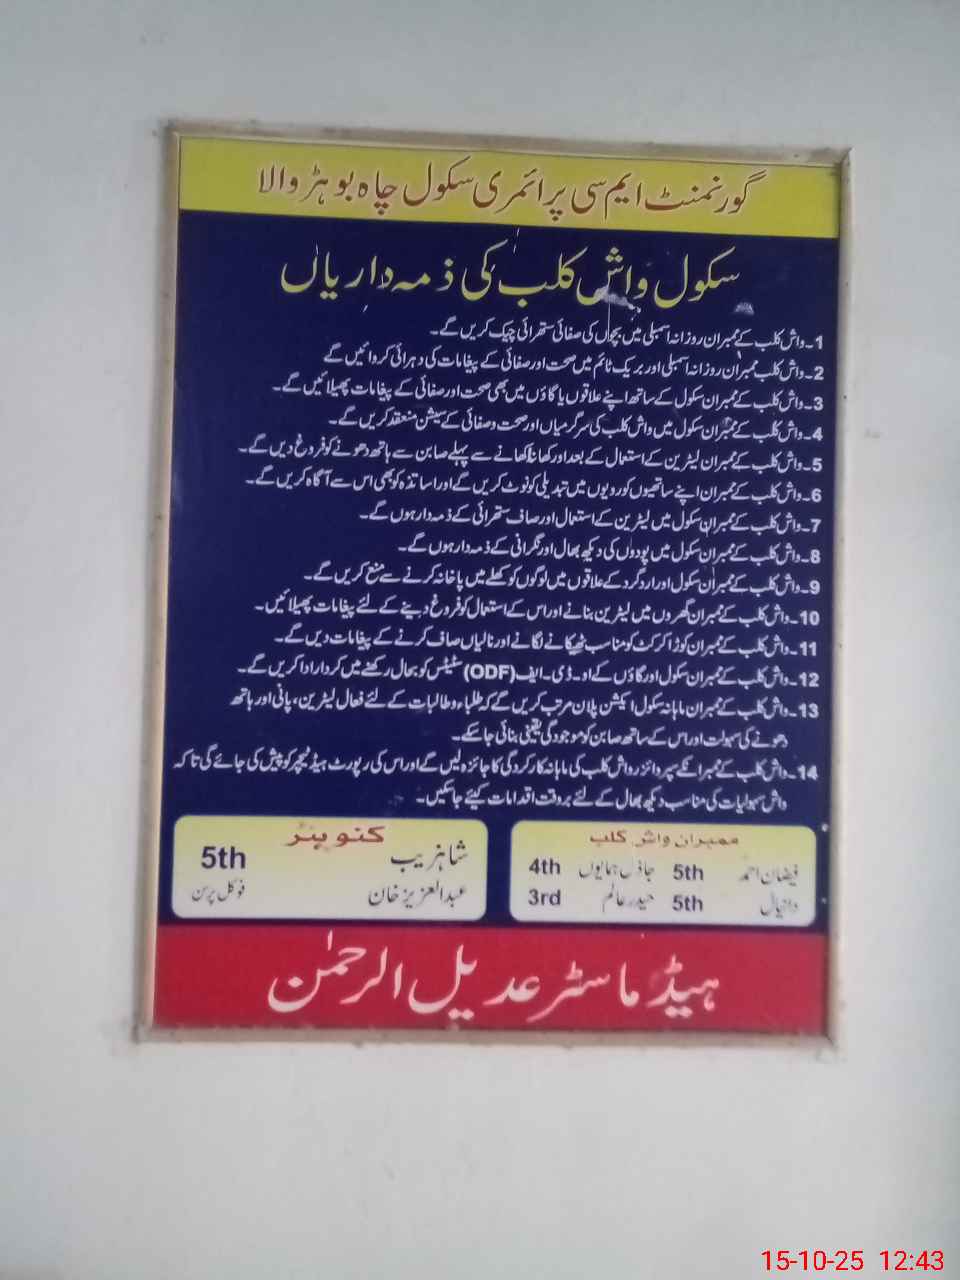 گورنمنٹ ایم سی پرائمری سکول چاہ بوہڑ والا
سکول واش کلب کی ذمہ داریاں
1۔واش کلب کے ممبران روزانہ اسمبلی میں بچوں کی صفائی ستھرائی چیک کریں گے۔
2۔واش کلب ممبران روزانہ اسمبلی اور بریک ٹائم میں صحت اور صفائی کے پیغامات کی دہرائی کروائیں گے
3۔واش کلب کے ممبران سکول کے ساتھ اپنے علاقوں یا گاؤں میں بھی صحت اور صفائی کے پیغامات پھیلائیں گے۔
4۔واش کلب کے ممبران سکول میں واش کلب کی سرگرمیاں اور صحت و صفائی کے سیشن منعقد کریں گے۔
5۔واش کلب کے ممبران لیٹرین کے استعمال کے بعد اور کھانا کھانے سے پہلے صابن سے ہاتھ دھونے کو فروغ دیں گے۔
6۔واش کلب کے ممبران اپنے ساتھیوں کو رویوں میں تبدیلی کو نوٹ کریں گے اور اساتذہ کو بھی اس سے آگاہ کریں گے۔
7۔واش کلب کے ممبران سکول میں لیٹرین کے استعمال اور صاف ستھرائی کے ذمہ دار ہوں گے۔
8۔واش کلب کے ممبران سکول میں پودوں کی دیکھ بھال اور نگرانی کے ذمہ دار ہوں گے۔
9۔واش کلب کے ممبران سکول اور اردگرد کے علاقوں میں لوگوں کو کھلے میں پاخانہ کرنے سے منع کریں گے۔
10۔واش کلب کے ممبران گھروں میں لیٹرین بنانے اور اس کے استعمال کو فروغ دینے کے لئے پیغامات پھیلائیں۔
11۔واش کلب کے ممبران کوڑا کرکٹ کو مناسب ٹھکانے لگانے اور نالیاں صاف کرنے کے پیغامات دیں گے۔
12۔واش کلب کے ممبران سکول اور گاؤں کے او۔ڈی۔ایف (ODF) سٹیٹس کو بحال رکھنے میں کردار ادا کریں گے۔
13۔واش کلب کے ممبران ماہانہ سکول ایکشن پلان مرتب کریں گے کہ طلباء و طالبات کے لئے فعال لیٹرین، پانی اور ہاتھ
دھونے کی سہولت اور اس کے ساتھ صابن کو موجودگی یقینی بنائی جا سکے۔
14۔واش کلب کے ممبران کے سپروائزر واش کلب کی ماہانہ کارکردگی کا جائزہ لیں گے اور اس کی رپورٹ ہیڈ ٹیچر کو پیش کی جائے گی تاکہ
واش سہولیات کی مناسب دیکھ بھال کے لئے بروقت اقدامات کیئے جا سکیں۔
ممبران واش کلب
فیضان احمد 5th جاذل ہمایوں 4th
دانیال 5th حیدر عالم 3rd
کنوینئر
شاہزیب 5th
عبدالعزیز خان فوکل پرسن
ہیڈ ماسٹر عدیل الرحمٰن
15-10-25 12:43